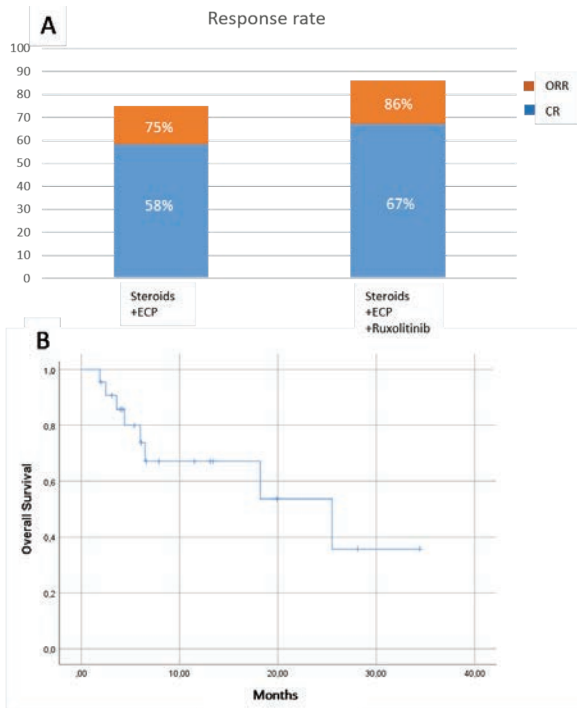 A
Response rate
100
90
80
70
60
50
40
30
20
10
0
75%
58%
86%
67%
ORR
CR
Steroids
+ECP
Steroids
+ECP
+Ruxolitinib
B
Overall Survival
1,0
0,8
0,6
0,4
0,2
0,0
,00
10,00
20,00
30,00
40,00
Months